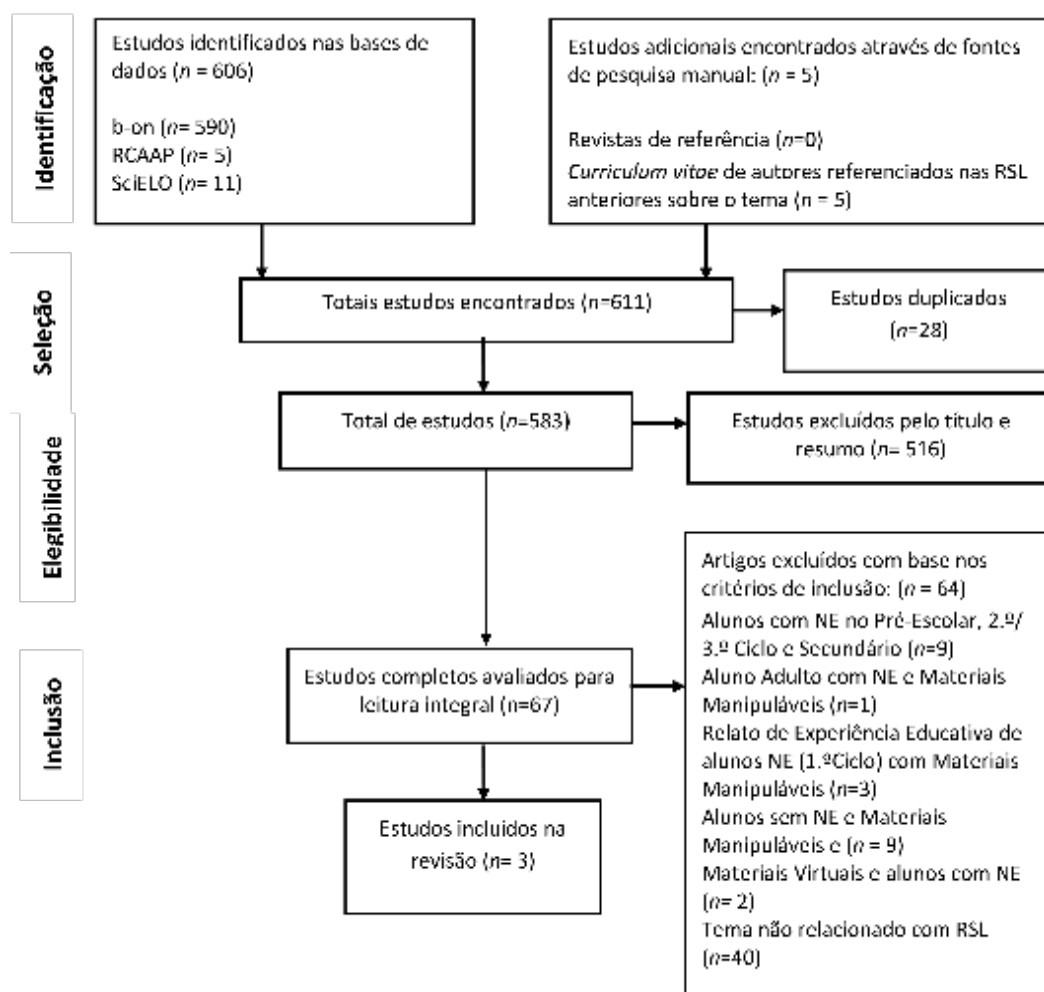 Identificação
Estudos identificados nas bases de
dados (n = 606)
b-on (n= 590)
RCAAP (n= 5)
SciELO (n= 11)
Estudos adicionais encontrados através de fontes
de pesquisa manual: (n = 5)
Revistas de referência (n=0)
Curriculum vitae de autores referenciados nas RSL
anteriores sobre o tema (n = 5)
Seleção
Totais estudos encontrados (n=611)
Estudos duplicados
(n=28)
Elegibilidade
Total de estudos (n=583)
Estudos excluídos pelo título e
resumo (n= 516)
Inclusão
Estudos completos avaliados para
leitura integral (n=67)
Artigos excluídos com base nos
critérios de inclusão: (n = 64)
Alunos com NE no Pré-Escolar, 2.º/
3.º Ciclo e Secundário (n=9)
Aluno Adulto com NE e Materiais
Manipuláveis (n=1)
Relato de Experiência Educativa de
alunos NE (1.ºCiclo) com Materiais
Manipuláveis (n=3)
Alunos sem NE e Materiais
Manipuláveis e (n = 9)
Materiais Virtuais e alunos com NE
(n= 2)
Tema não relacionado com RSL
(n=40)
Estudos incluidos na
revisão (n= 3)